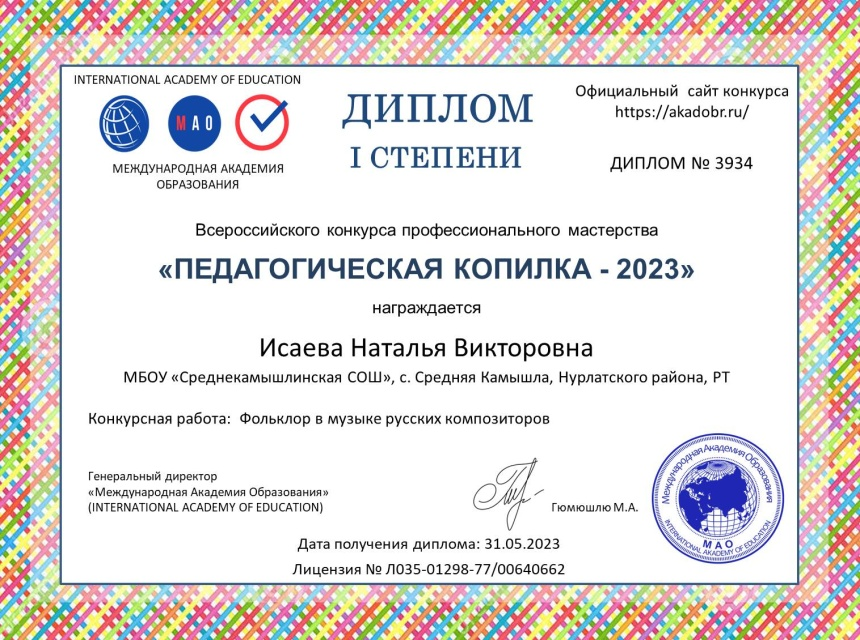 INTERNATIONAL ACADEMY OF EDUCATION
МАО
МЕЖДУНАРОДНАЯ АКАДЕМИЯ
ОБРАЗОВАНИЯ
ДИПЛОМ
I СТЕПЕНИ
Официальный сайт конкурса
https://akadobr.ru/
ДИПЛОМ № 3934
Всероссийского конкурса профессионального мастерства
«ПЕДАГОГИЧЕСКАЯ КОПИЛКА - 2023»
награждается
Исаева Наталья Викторовна
МБОУ «Среднекамышлинская СОШ», с. Средняя Камышла, Нурлатского района, РТ
Конкурсная работа: Фольклор в музыке русских композиторов
Генеральный директор
«Международная Академия Образования»
(INTERNATIONAL ACADEMY OF EDUCATION)
Гюмюшлю М.А.
Международная Академия Образования
МАО
INTERNATIONAL ACADEMY OF EDUCATION
Дата получения диплома: 31.05.2023
Лицензия № Л035-01298-77/00640662